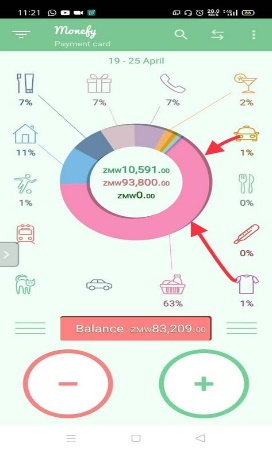 11:21
Monefy
Payment card
19 - 25 April
7% 7% 7% 2%
11% 1%
1% 0%
0%
63% 1%
ZMW10,591.00
ZMW93,800.00
ZMW0.00
Balance ZMW83,209.00